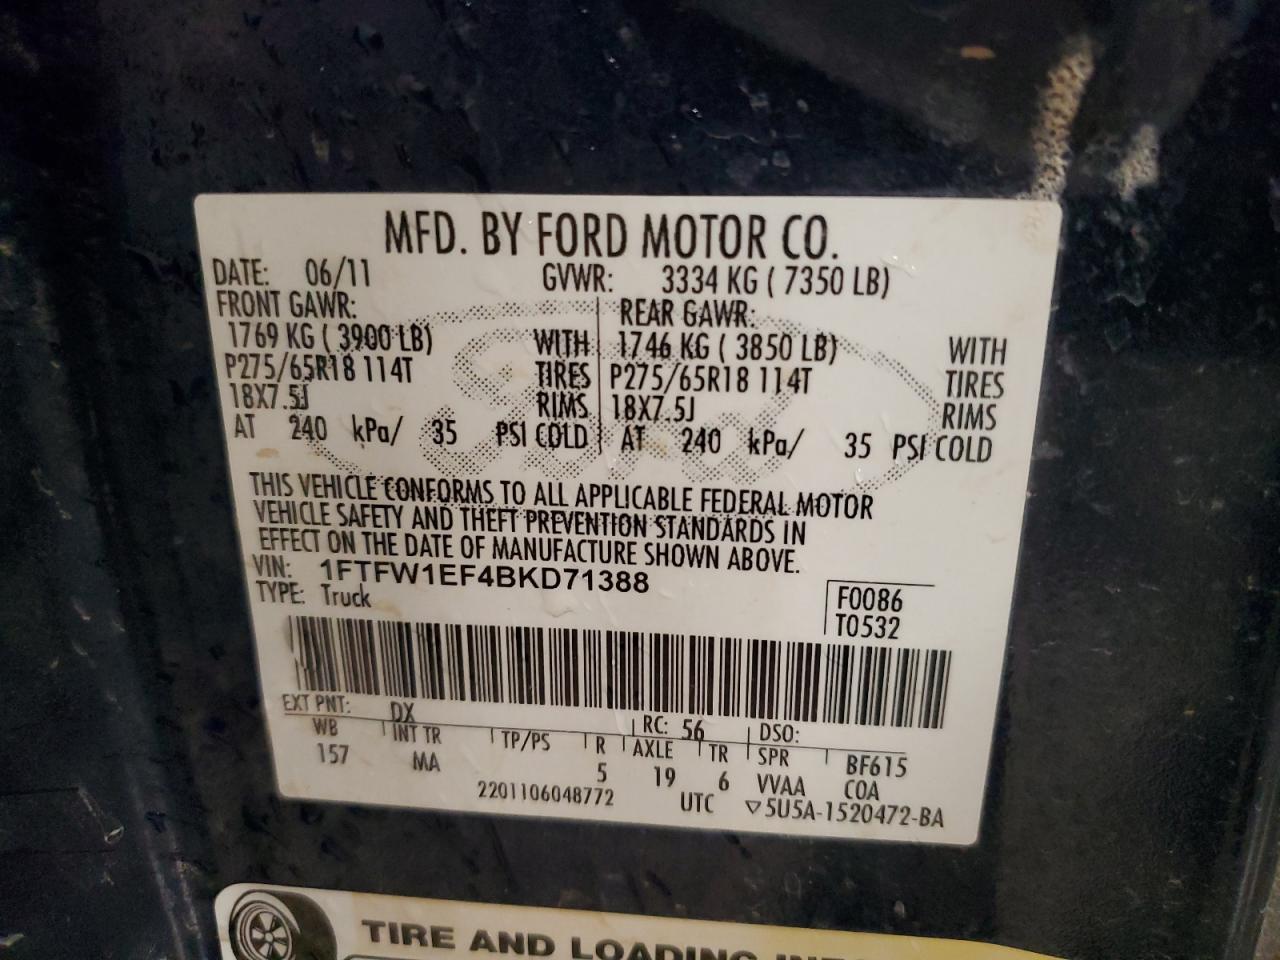 MFD. BY FORD MOTOR CO.
DATE: 06/11 GVWR: 3334 KG ( 7350 LB)
FRONT GAWR: REAR GAWR:
1769 KG ( 3900 LB) WITH 1746 KG ( 3850 LB) WITH
P275/65R18 114T TIRES P275/65R18 114T TIRES
18X7.5J RIMS 18X7.5J RIMS
AT 240 kPa/ 35 PSI COLD AT 240 kPa/ 35 PSI COLD
THIS VEHICLE CONFORMS TO ALL APPLICABLE FEDERAL MOTOR
VEHICLE SAFETY AND THEFT PREVENTION STANDARDS IN
EFFECT ON THE DATE OF MANUFACTURE SHOWN ABOVE.
VIN: 1FTFW1EF4BKD71388
TYPE: Truck
F0086
T0532
EXT PNT: DX RC: 56 DSO:
WB INT TR TP/PS R AXLE TR SPR BF615
157 MA 5 19 6 VVAA COA
2201106048772 UTC ▽5U5A-1520472-BA
TIRE AND LOADING